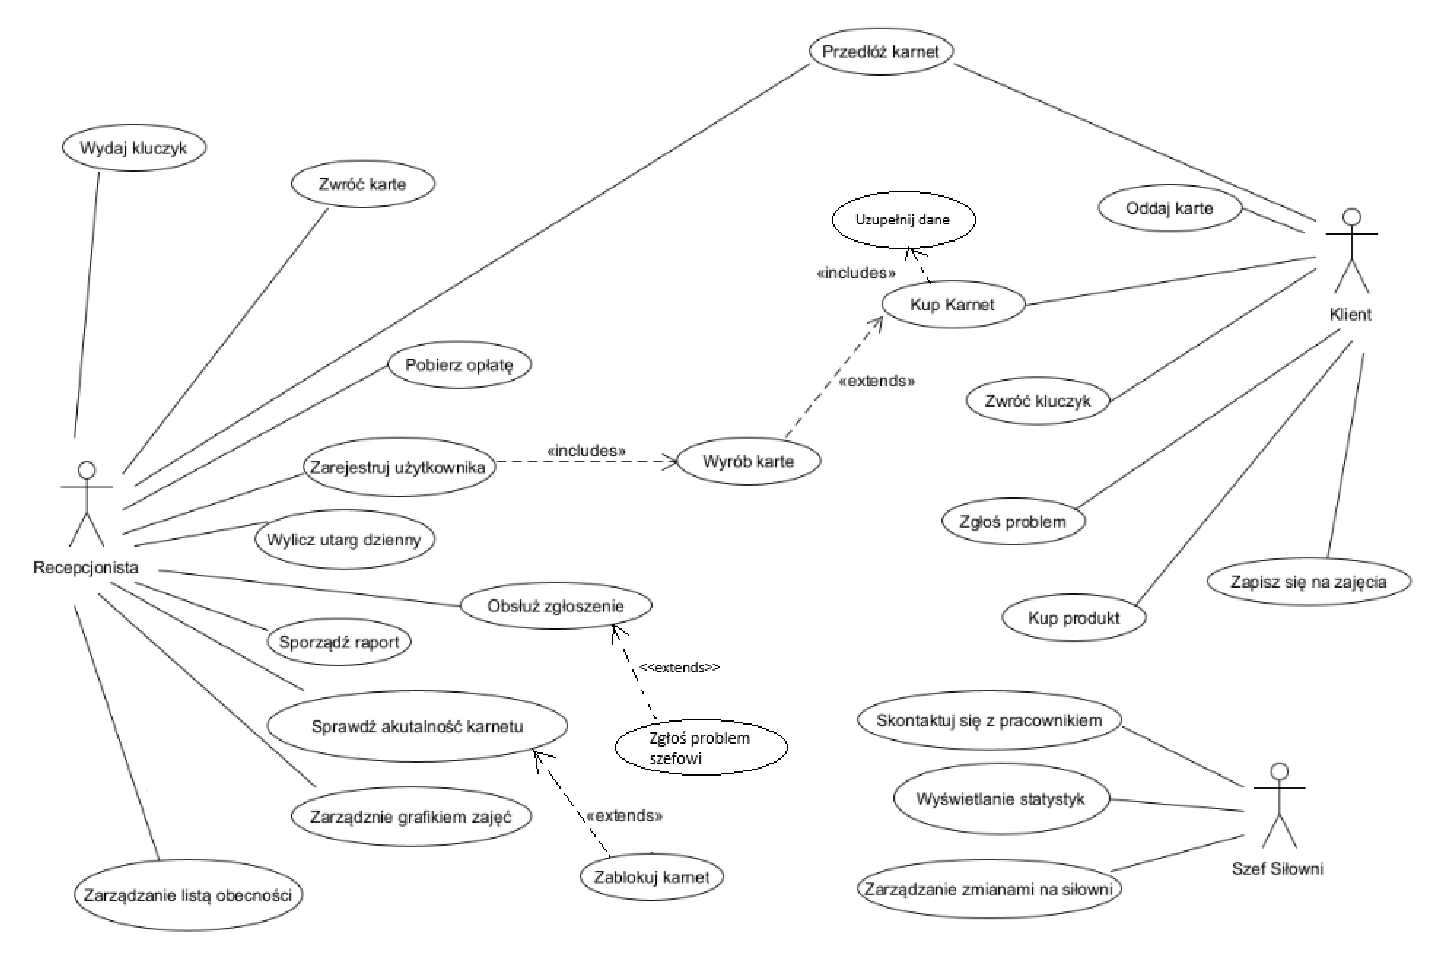 Przedłóż karnet
Wydaj kluczyk
Zwróć karte
Uzupełnij dane
Oddaj karte
«includes»
Kup Karnet
Klient
Pobierz opłatę
«extends»
Zwróć kluczyk
Zarejestruj użytkownika
«includes»
Wyrób karte
Zgłoś problem
Wylicz utarg dzienny
Recepcjonista
Zapisz się na zajęcia
Obsłuż zgłoszenie
Kup produkt
Sporządź raport
<<extends>>
Sprawdź akutalność karnetu
Zgłoś problem
szefowi
Skontaktuj się z pracownikiem
Wyświetlanie statystyk
Zarządznie grafikiem zajęć
«extends»
Szef Siłowni
Zablokuj karnet
Zarządzanie listą obecności
Zarządzanie zmianami na siłowni